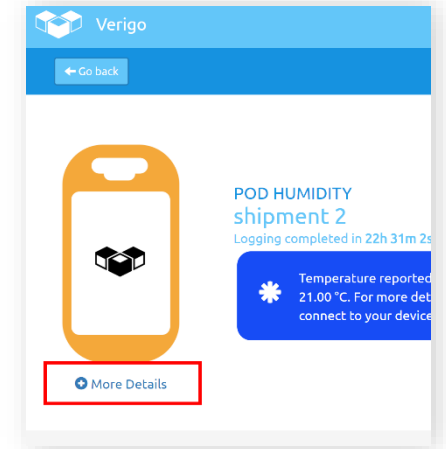 Verigo
Go back
POD HUMIDITY
shipment 2
Logging completed in 22h 31m 2s
Temperature reported
21.00 °C. For more det
connect to your device
More Details